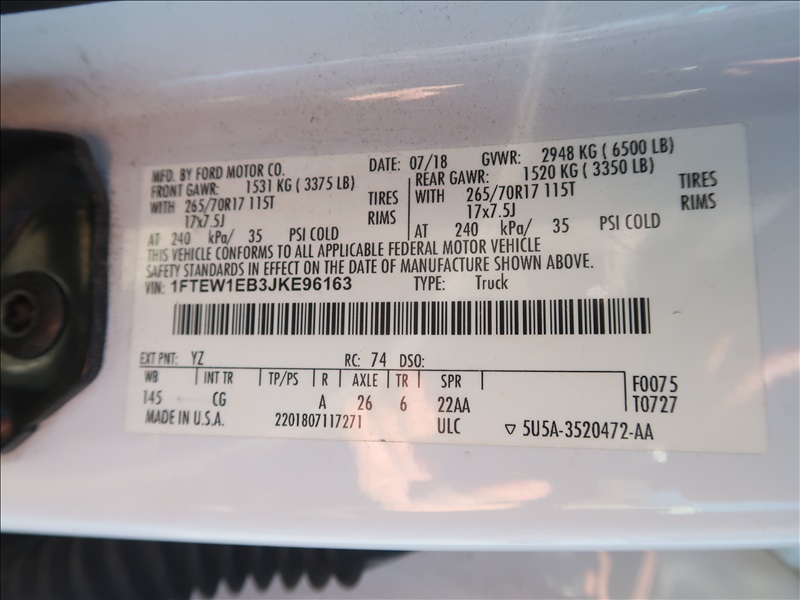 MFD. BY FORD MOTOR CO. DATE: 07/18 GVWR: 2948 KG ( 6500 LB)
FRONT GAWR: 1531 KG ( 3375 LB) REAR GAWR: 1520 KG ( 3350 LB)
WITH 265/70R17 115T TIRES WITH 265/70R17 115T TIRES
17x7.5J RIMS 17x7.5J RIMS
AT 240 kPa/ 35 PSI COLD AT 240 kPa/ 35 PSI COLD
THIS VEHICLE CONFORMS TO ALL APPLICABLE FEDERAL MOTOR VEHICLE
SAFETY STANDARDS IN EFFECT ON THE DATE OF MANUFACTURE SHOWN ABOVE.
VIN: 1FTEW1EB3JKE96163 TYPE: Truck
EXT PNT: YZ RC: 74 DSO:
WB INT TR TP/PS R AXLE TR SPR F0075
145 CG A 26 6 22AA T0727
MADE IN U.S.A. 2201807117271 ULC ▽ 5U5A-3520472-AA